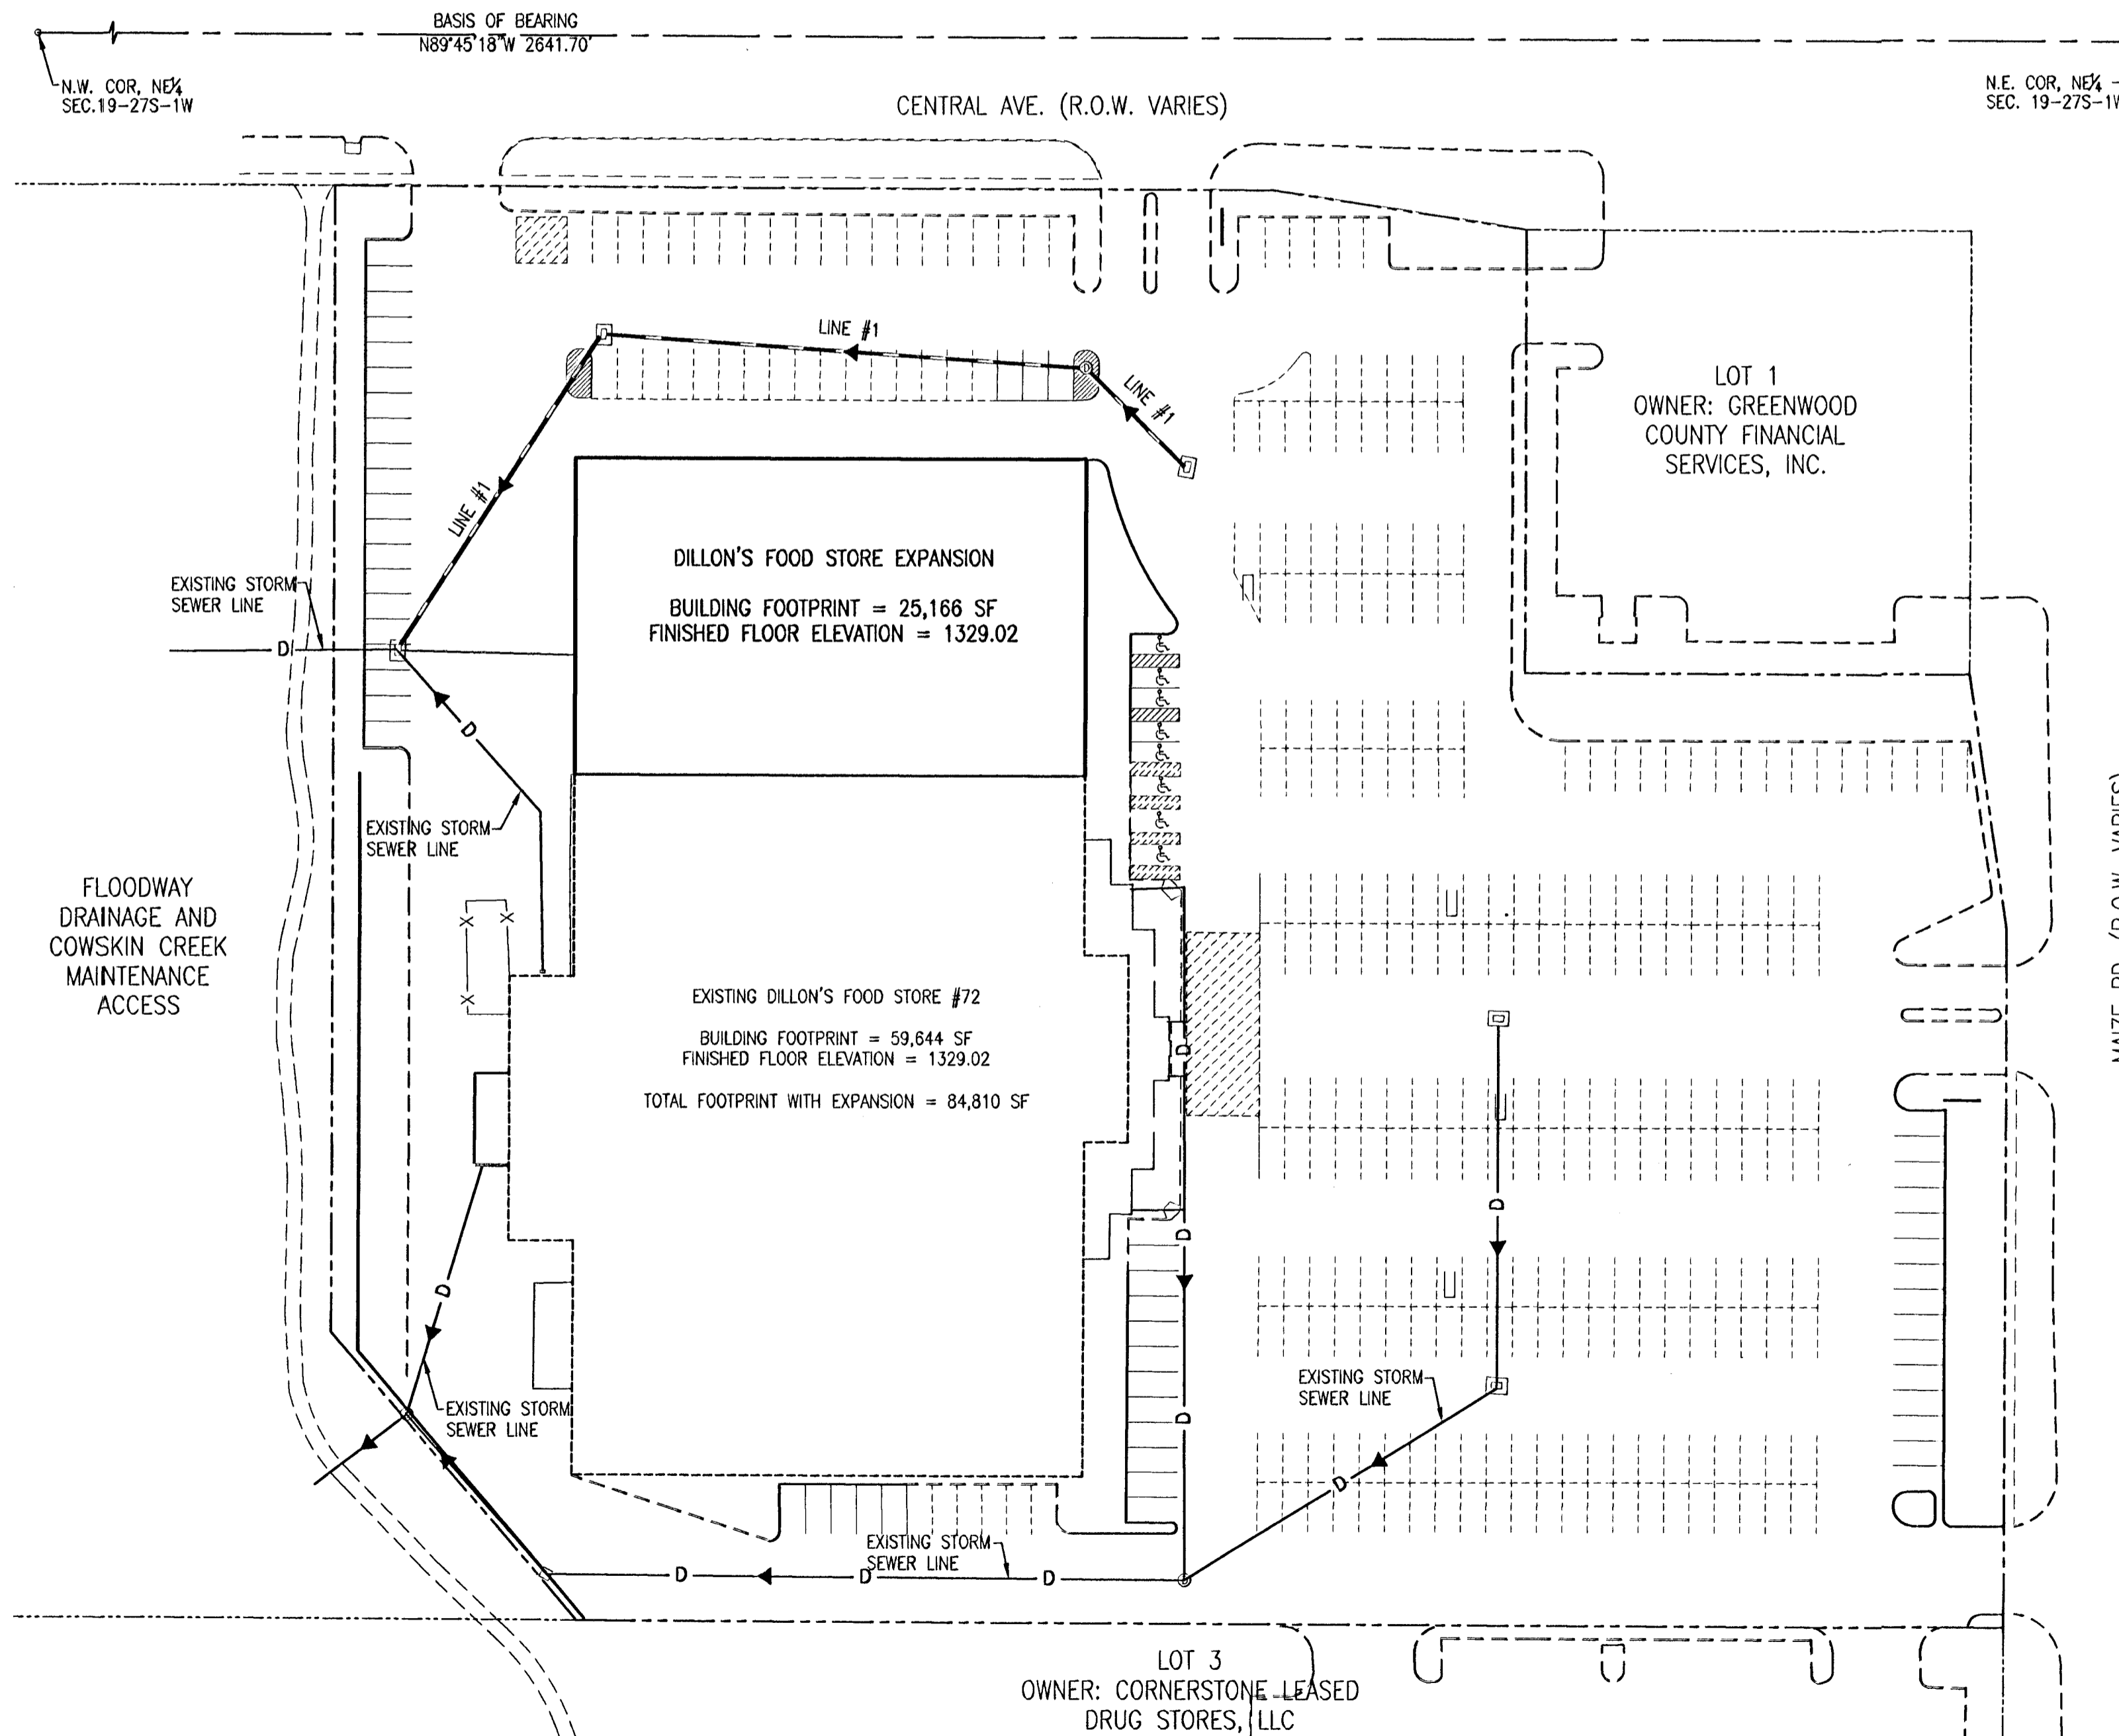 BASIS OF BEARING
N89°45'18"W 2641.70'
N.W. COR, NE¼
SEC.19-27S-1W
N.E. COR, NE¼
SEC. 19-27S-1W
CENTRAL AVE. (R.O.W. VARIES)
LINE #1
LINE #1
LINE #1
LOT 1
OWNER: GREENWOOD
COUNTY FINANCIAL
SERVICES, INC.
DILLON'S FOOD STORE EXPANSION
BUILDING FOOTPRINT = 25,166 SF
FINISHED FLOOR ELEVATION = 1329.02
EXISTING STORM
SEWER LINE
D
D
EXISTING STORM
SEWER LINE
FLOODWAY
DRAINAGE AND
COWSKIN CREEK
MAINTENANCE
ACCESS
X
X
X
EXISTING DILLON'S FOOD STORE #72
BUILDING FOOTPRINT = 59,644 SF
FINISHED FLOOR ELEVATION = 1329.02
TOTAL FOOTPRINT WITH EXPANSION = 84,810 SF
MAIZE RD. (R.O.W. VARIES)
D
D
D
D
D
EXISTING STORM
SEWER LINE
EXISTING STORM
SEWER LINE
D
D
EXISTING STORM
SEWER LINE
D
D
D
LOT 3
OWNER: CORNERSTONE LEASED
DRUG STORES, LLC